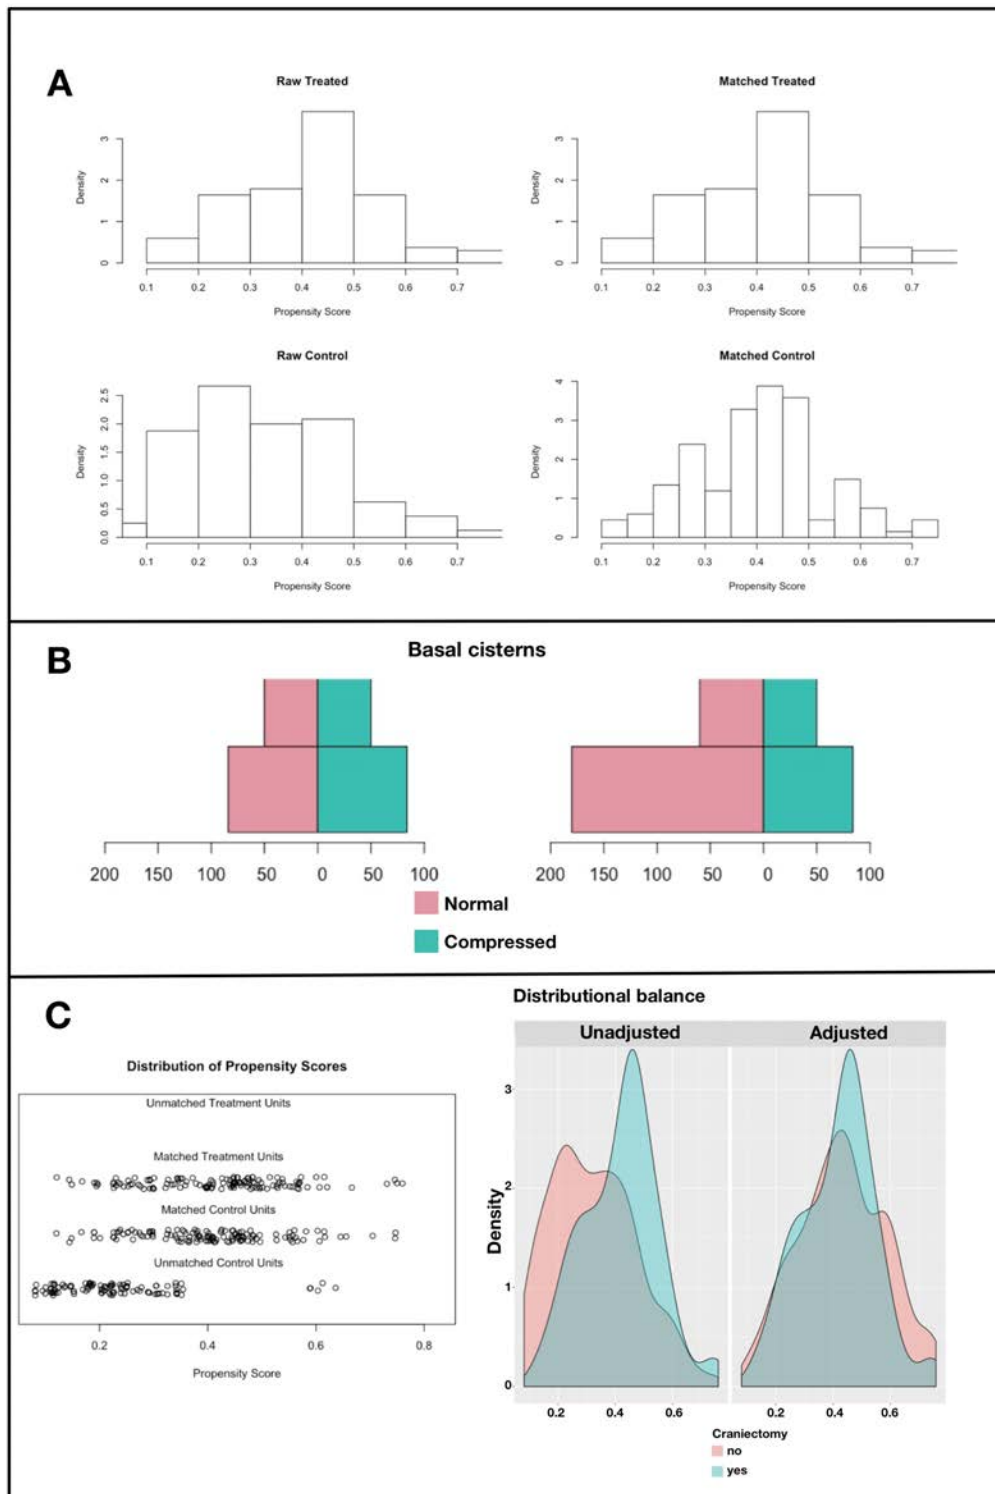 A
Raw Treated
Density
0 1 2 3
0.1 0.2 0.3 0.4 0.5 0.6 0.7
Propensity Score
Matched Treated
Density
0 1 2 3
0.1 0.2 0.3 0.4 0.5 0.6 0.7
Propensity Score
Raw Control
Density
0.0 0.5 1.0 1.5 2.0 2.5
0.1 0.2 0.3 0.4 0.5 0.6 0.7
Propensity Score
Matched Control
Density
0 1 2 3 4
0.1 0.2 0.3 0.4 0.5 0.6 0.7
Propensity Score
B
Basal cisterns
200 150 100 50 0 50 100
200 150 100 50 0 50 100
Normal
Compressed
C
Distribution of Propensity Scores
Unmatched Treatment Units
Matched Treatment Units
Matched Control Units
Unmatched Control Units
0.2 0.4 0.6 0.8
Propensity Score
Distributional balance
Unadjusted Adjusted
Density
3
2
1
0
0.2 0.4 0.6 0.2 0.4 0.6
Craniectomy
no
yes